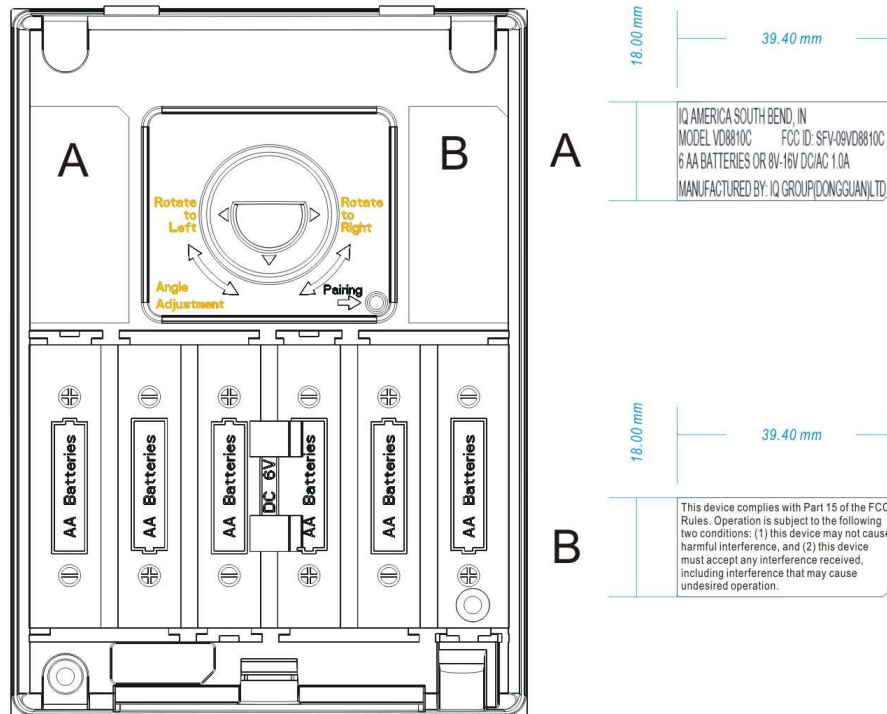 A
B
Rotate
to
Left
Rotate
to
Right
Angle
Adjustment
Pairing
AA Batteries
AA Batteries
AA Batteries
AA Batteries
AA Batteries
AA Batteries
DC 6V
18.00 mm
39.40 mm
A
IQ AMERICA SOUTH BEND, IN
MODEL VD8810C FCC ID: SFV-09VD8810C
6 AA BATTERIES OR 8V-16V DC/AC 1.0A
MANUFACTURED BY: IQ GROUP(DONGGUAN)LTD
18.00 mm
39.40 mm
B
This device complies with Part 15 of the FCC
Rules. Operation is subject to the following
two conditions: (1) this device may not cause
harmful interference, and (2) this device
must accept any interference received,
including interference that may cause
undesired operation.